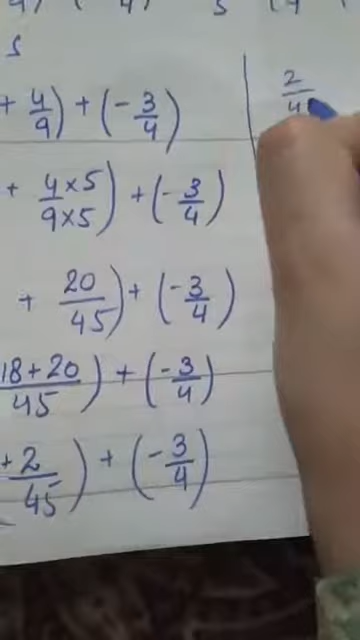 + 4/9) + (-3/4)
2/4
+ 4×5/9×5) + (-3/4)
+ 20/45) + (-3/4)
18+20/45) + (-3/4)
+2/45) + (-3/4)